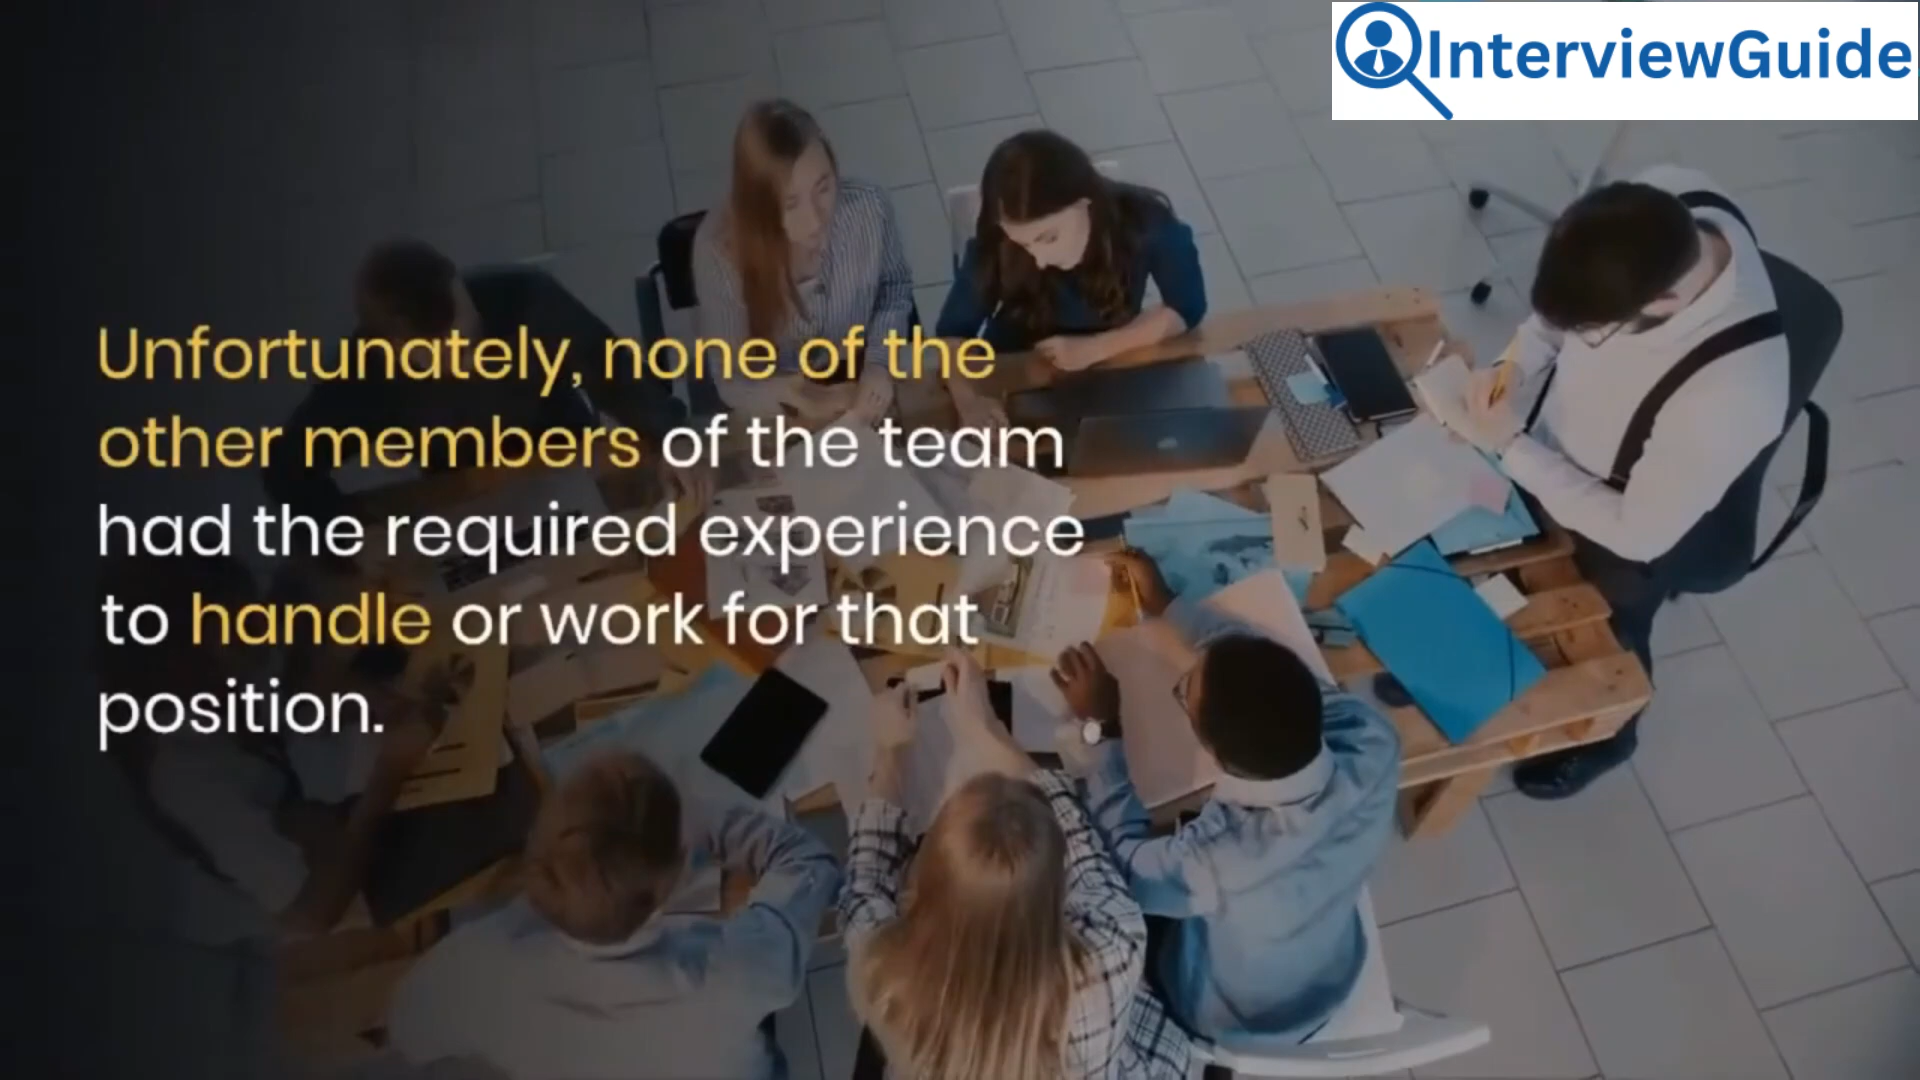 InterviewGuide
Unfortunately, none of the
other members of the team
had the required experience
to handle or work for that
position.